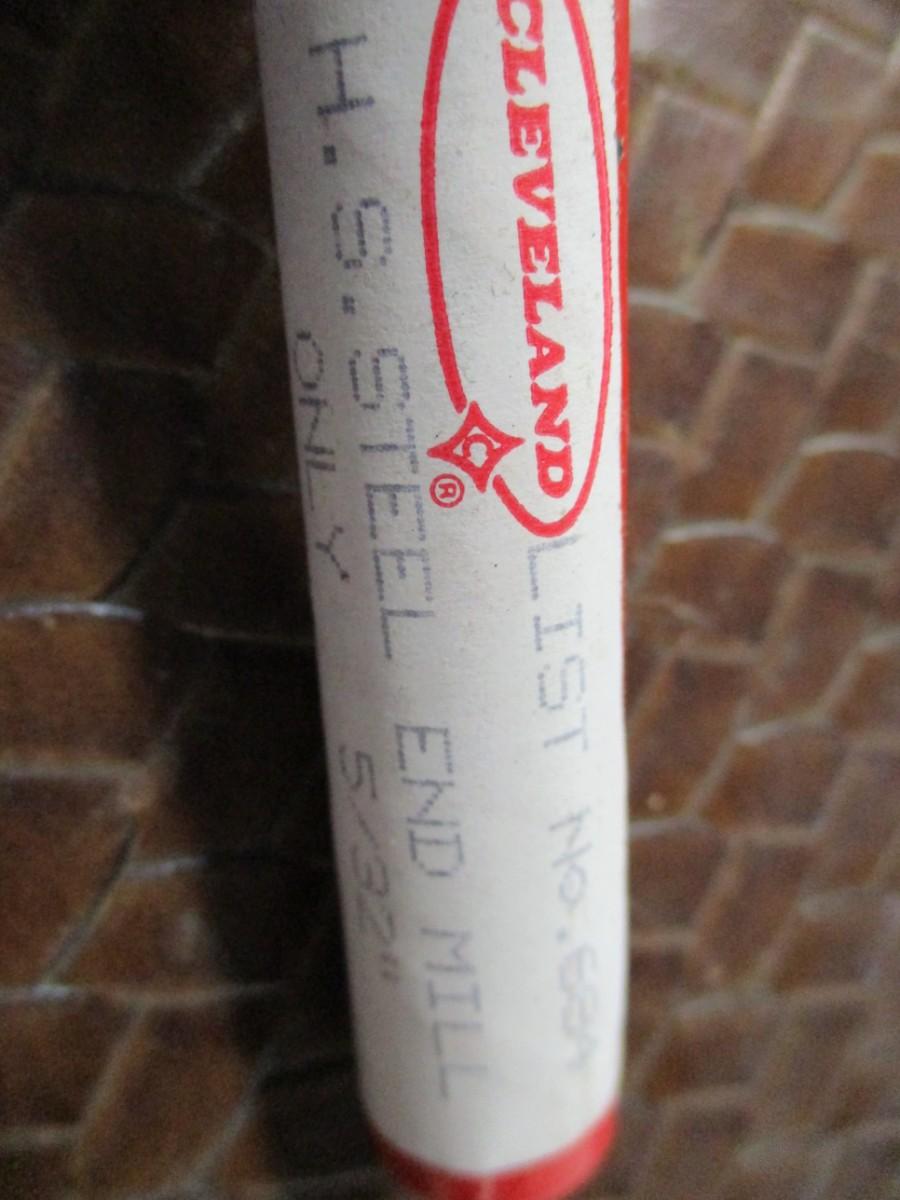 CLEVELAND
C
®
LIST NO.
H.S.STEEL END MILL
ONLY 5/32"